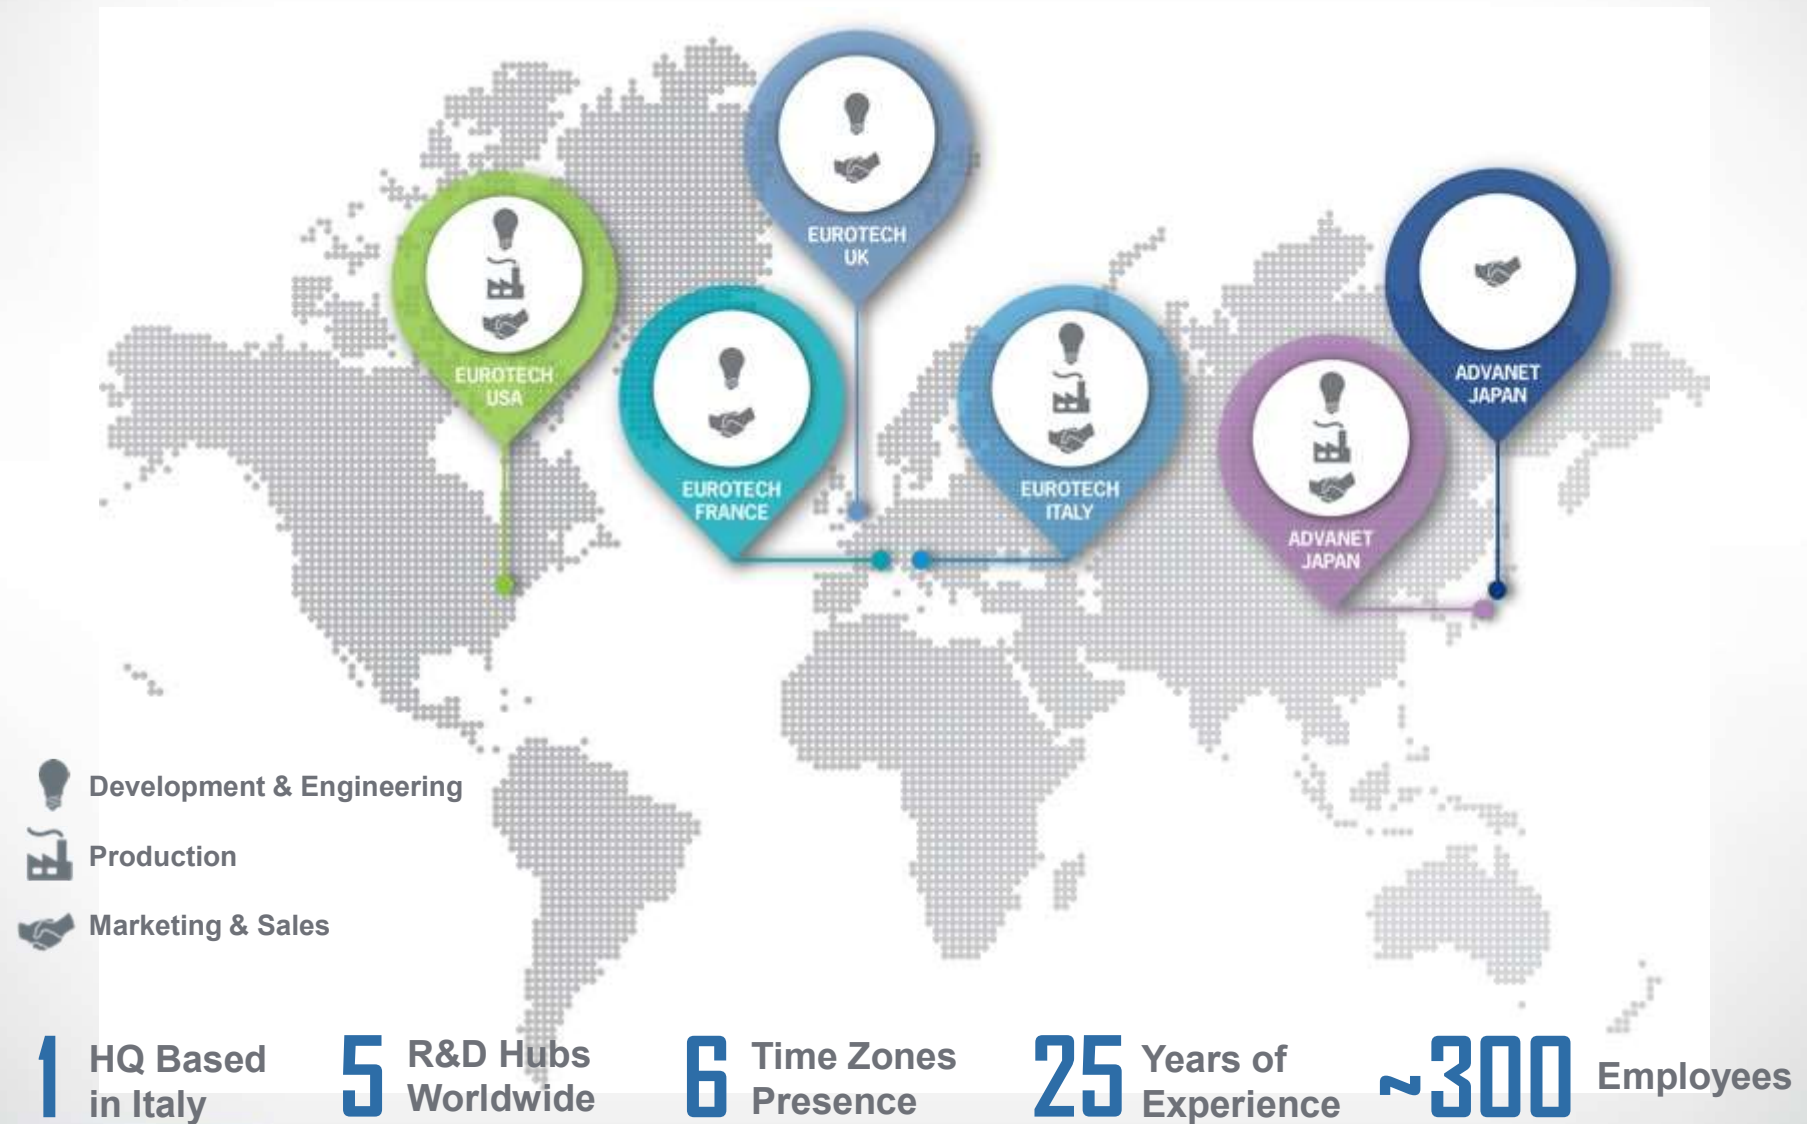 EUROTECH
UK
EUROTECH
USA
ADVANET
JAPAN
EUROTECH
FRANCE
EUROTECH
ITALY
ADVANET
JAPAN
Development & Engineering
Production
Marketing & Sales
1 HQ Based
in Italy
5 R&D Hubs
Worldwide
6 Time Zones
Presence
25 Years of
Experience
~300 Employees